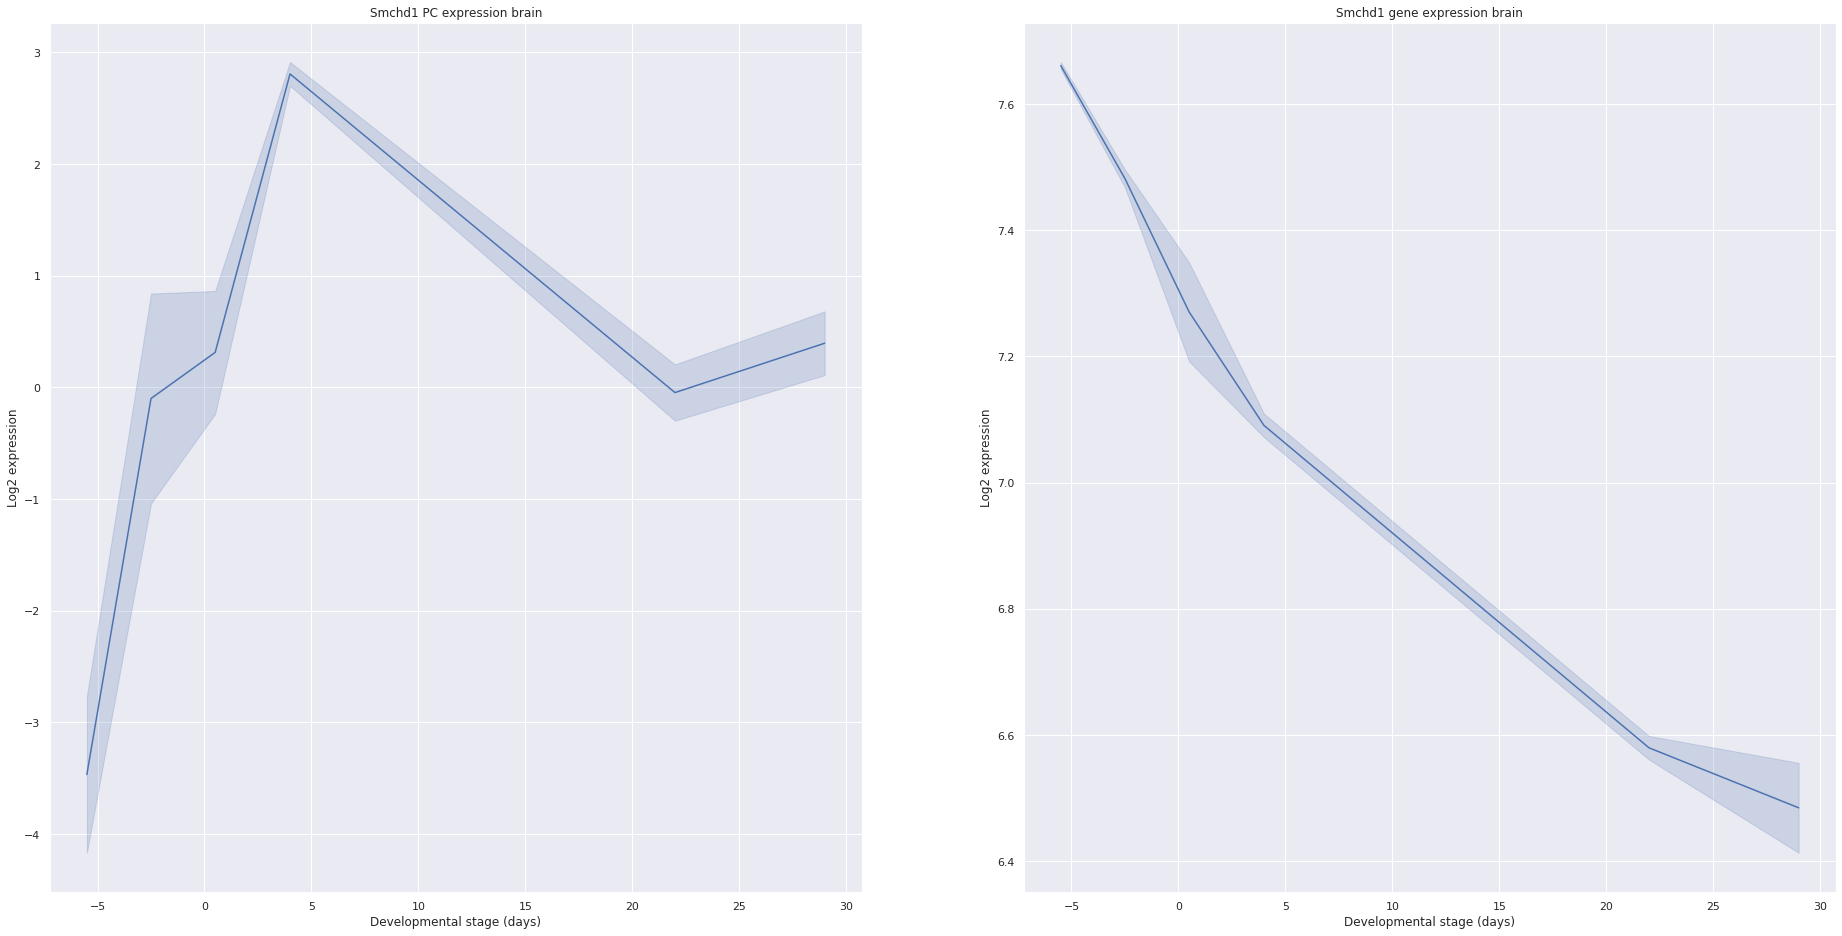 Smchd1 PC expression brain
3
2
1
0
−1
−2
−3
−4
Log2 expression
−5 0 5 10 15 20 25 30
Developmental stage (days)
Smchd1 gene expression brain
7.6
7.4
7.2
7.0
6.8
6.6
6.4
Log2 expression
−5 0 5 10 15 20 25 30
Developmental stage (days)